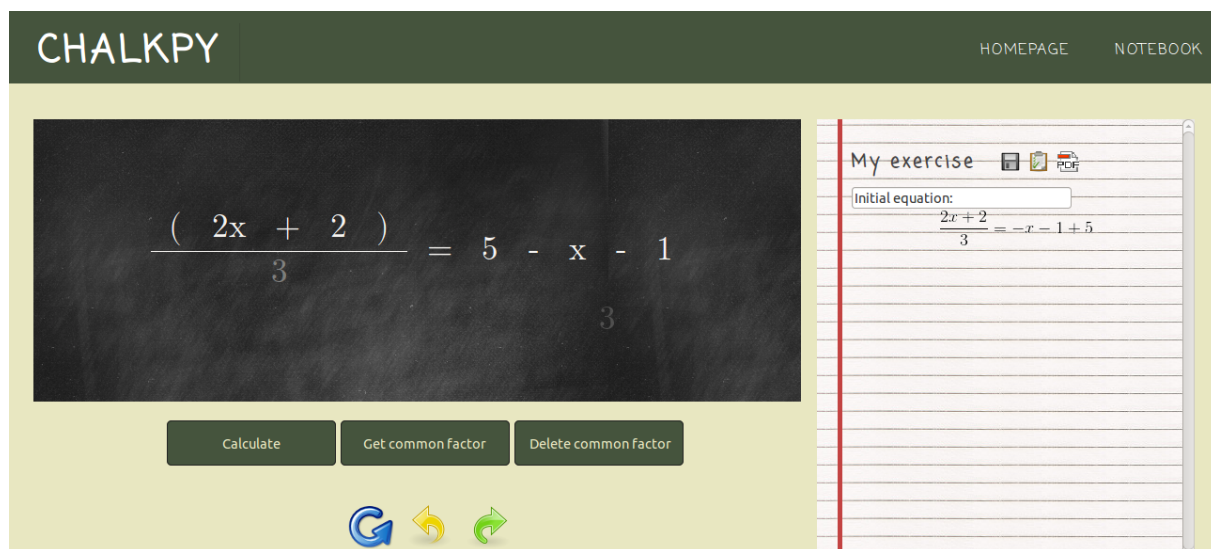 CHALKPY
HOMEPAGE NOTEBOOK
( 2x + 2 )
3
= 5 - x - 1
3
My exercise
PDF
Initial equation:
2x + 2
3
= −x − 1 + 5
Calculate Get common factor Delete common factor